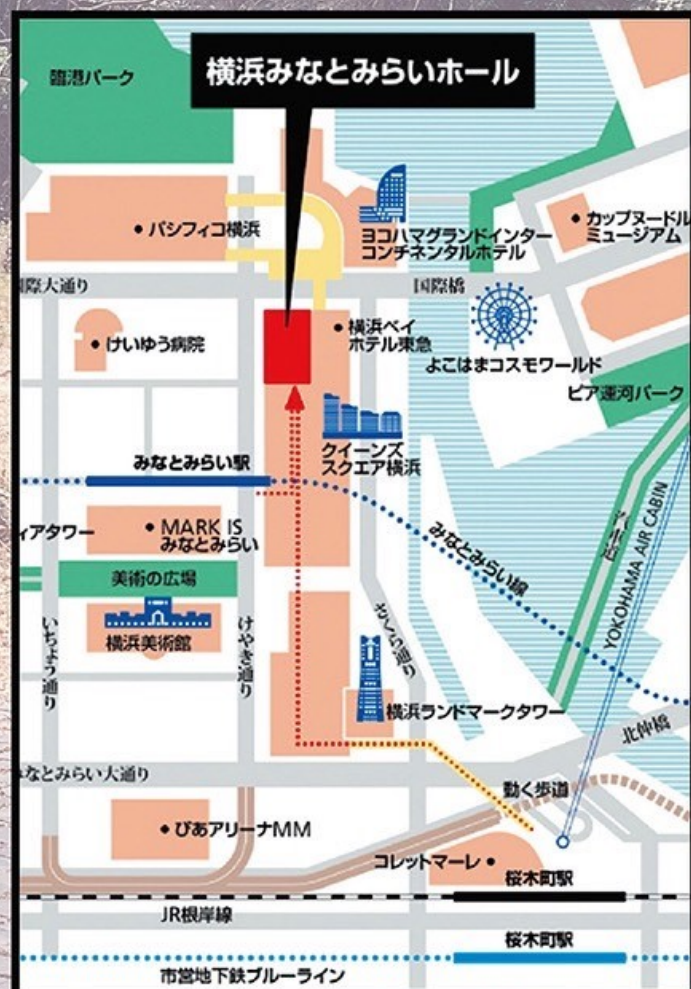 臨港パーク
横浜みなとみらいホール
パシフィコ横浜
ヨコハマグランドインター
コンチネンタルホテル
カップヌードル
ミュージアム
国際大通り
国際橋
けいゆう病院
横浜ベイ
ホテル東急
よこはまコスモワールド
ピア運河パーク
クイーンズ
スクエア横浜
みなとみらい駅
みなとみらい線
汽車道
YOKOHAMA AIR CABIN
ィアタワー
MARK IS
みなとみらい
美術の広場
横浜美術館
いちょう通り
けやき通り
さくら通り
横浜ランドマークタワー
北仲橋
みなとみらい大通り
動く歩道
ぴあアリーナMM
コレットマーレ
桜木町駅
JR根岸線
桜木町駅
市営地下鉄ブルーライン